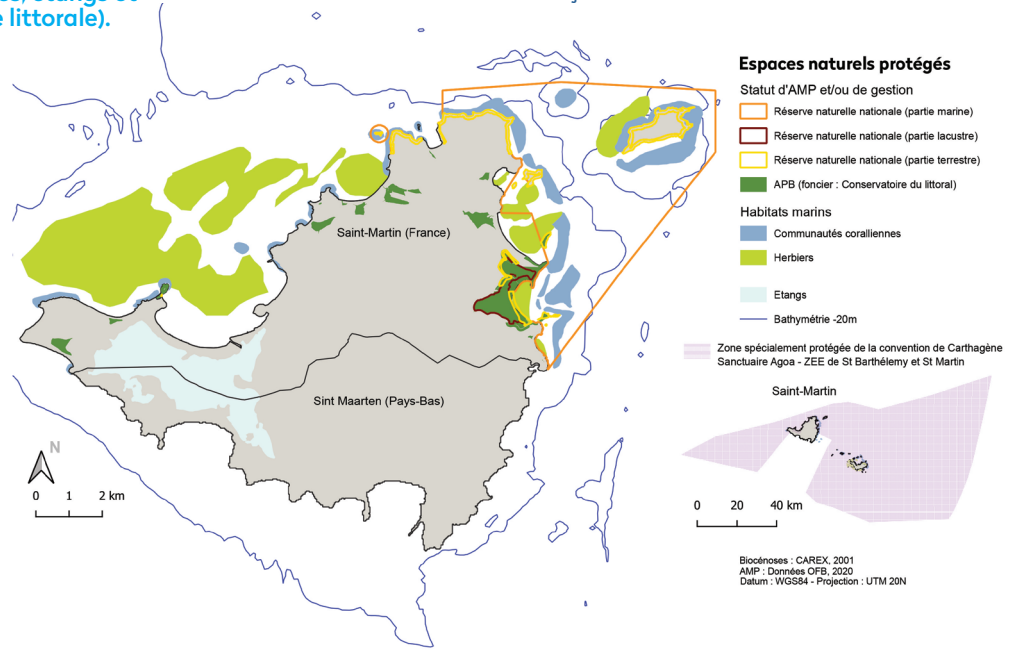 littorale).
Espaces naturels protégés
Statut d'AMP et/ou de gestion
Réserve naturelle nationale (partie marine)
Réserve naturelle nationale (partie lacustre)
Réserve naturelle nationale (partie terrestre)
APB (foncier : Conservatoire du littoral)
Habitats marins
Communautés coralliennes
Herbiers
Etangs
Bathymétrie -20m
Zone spécialement protégée de la convention de Carthagène
Sanctuaire Agoa - ZEE de St Barthélemy et St Martin
Saint-Martin
0 20 40 km
Biocénoses : CAREX, 2001
AMP : Données OFB, 2020
Datum : WGS84 - Projection : UTM 20N
Saint-Martin (France)
Sint Maarten (Pays-Bas)
N
0 1 2 km